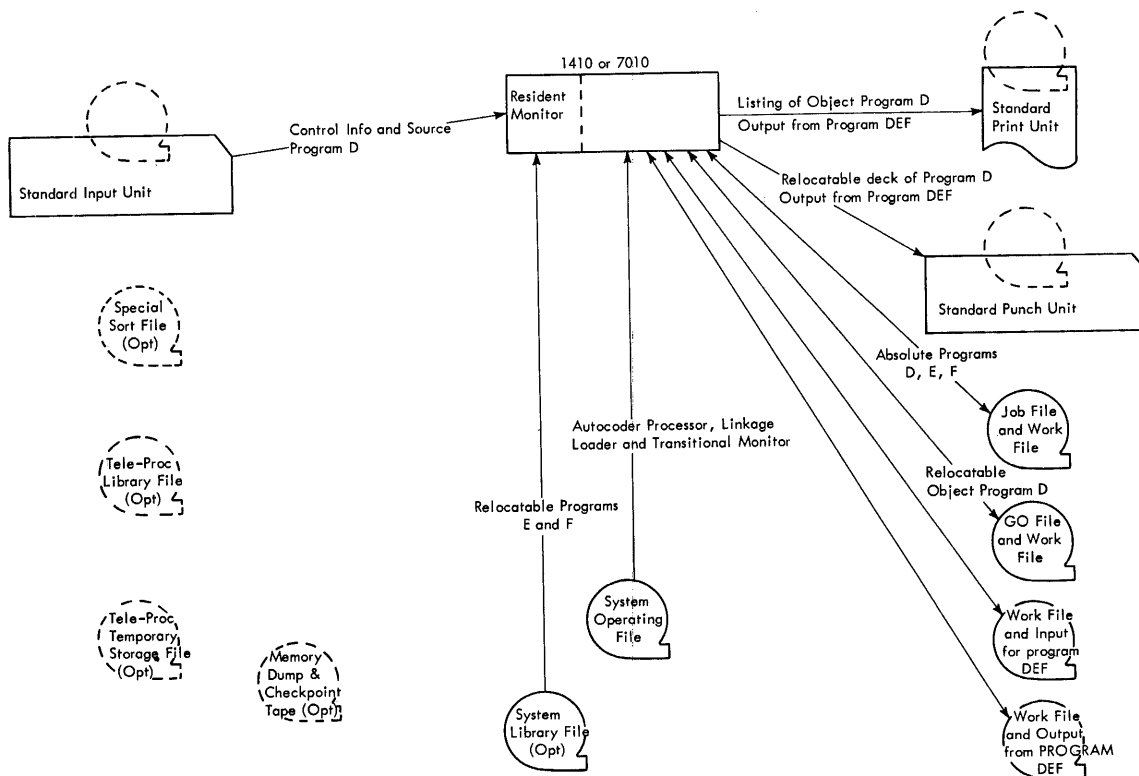 1410 or 7010
Resident
Monitor
Listing of Object Program D
Output from Program DEF
Standard
Print Unit
Control Info and Source
Program D
Standard Input Unit
Relocatable deck of Program D
Output from Program DEF
Standard Punch Unit
Special
Sort File
(Opt)
Absolute Programs
D, E, F
Job File
and Work
File
Autocoder Processor, Linkage
Loader and Transitional Monitor
Tele-Proc
Library File
(Opt)
Relocatable
Object Program D
Relocatable Programs
E and F
GO File
and Work
File
System
Operating
File
Tele-Proc
Temporary
Storage File
(Opt)
Work File
and Input
for program
DEF
Memory
Dump &
Checkpoint
Tape (Opt)
System
Library File
(Opt)
Work File
and Output
from PROGRAM
DEF